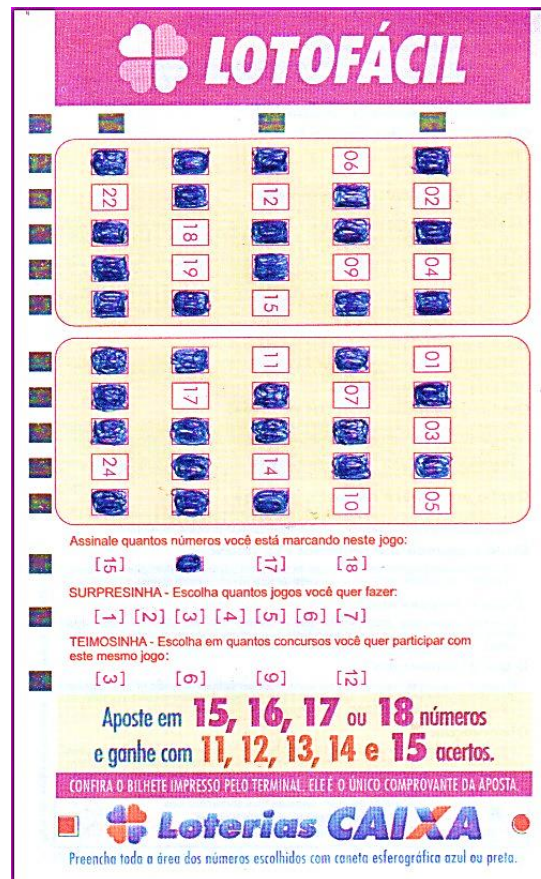 LOTOFÁCIL
06
22 12 02
18
19 09 04
15
11 01
17 07
03
24 14
10 05
Assinale quantos números você está marcando neste jogo:
[15] [17] [18]
SURPRESINHA - Escolha quantos jogos você quer fazer:
[1] [2] [3] [4] [5] [6] [7]
TEIMOSINHA - Escolha em quantos concursos você quer participar com
este mesmo jogo:
[3] [6] [9] [12]
Aposte em 15, 16, 17 ou 18 números
e ganhe com 11, 12, 13, 14 e 15 acertos.
CONFIRA O BILHETE IMPRESSO PELO TERMINAL. ELE É O ÚNICO COMPROVANTE DA APOSTA.
Loterias CAIXA
Preencha toda a área dos números escolhidos com caneta esferográfica azul ou preta.